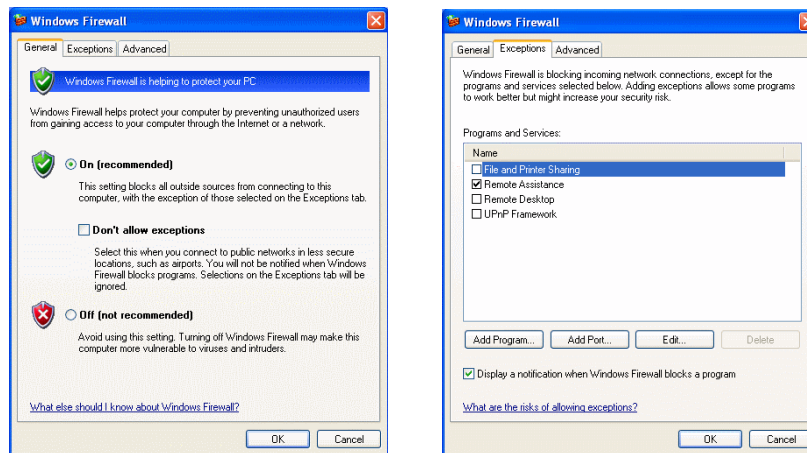 Windows Firewall
General Exceptions Advanced
Windows Firewall is helping to protect your PC
Windows Firewall helps protect your computer by preventing unauthorized users
from gaining access to your computer through the Internet or a network.
On (recommended)
This setting blocks all outside sources from connecting to this
computer, with the exception of those selected on the Exceptions tab.
Don't allow exceptions
Select this when you connect to public networks in less secure
locations, such as airports. You will not be notified when Windows
Firewall blocks programs. Selections on the Exceptions tab will be
ignored.
Off (not recommended)
Avoid using this setting. Turning off Windows Firewall may make this
computer more vulnerable to viruses and intruders.
What else should I know about Windows Firewall?
OK Cancel
Windows Firewall
General Exceptions Advanced
Windows Firewall is blocking incoming network connections, except for the
programs and services selected below. Adding exceptions allows some programs
to work better but might increase your security risk.
Programs and Services:
Name
File and Printer Sharing
Remote Assistance
Remote Desktop
UPnP Framework
Add Program... Add Port... Edit... Delete
Display a notification when Windows Firewall blocks a program
What are the risks of allowing exceptions?
OK Cancel